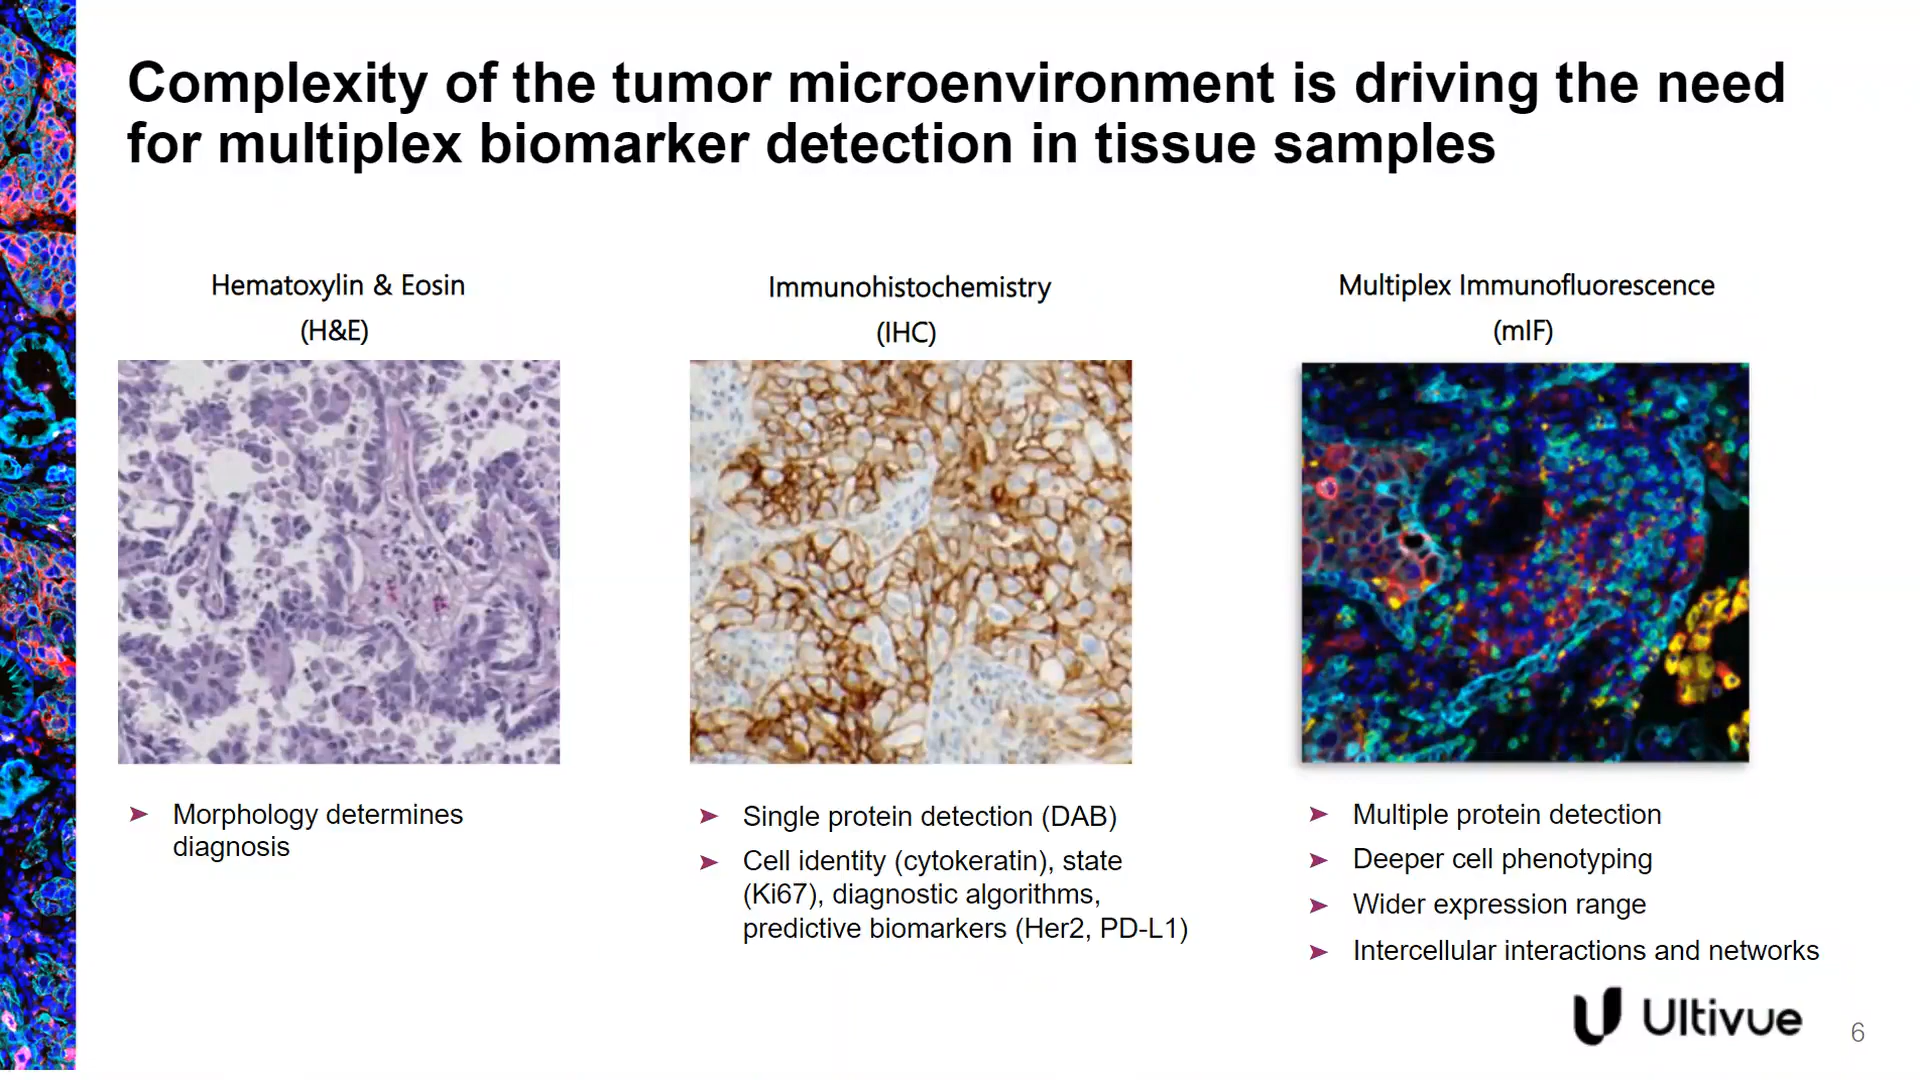 Complexity of the tumor microenvironment is driving the need
for multiplex biomarker detection in tissue samples
Hematoxylin & Eosin
(H&E)
Morphology determines
diagnosis
Immunohistochemistry
(IHC)
Single protein detection (DAB)
Cell identity (cytokeratin), state
(Ki67), diagnostic algorithms,
predictive biomarkers (Her2, PD-L1)
Multiplex Immunofluorescence
(mIF)
Multiple protein detection
Deeper cell phenotyping
Wider expression range
Intercellular interactions and networks
Ultivue
6